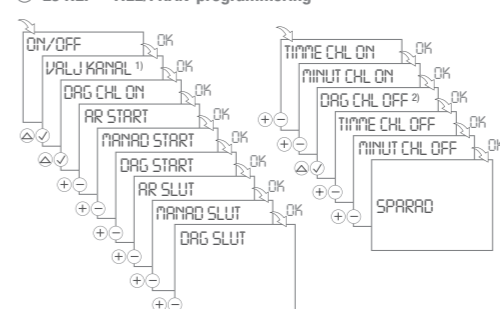 programmering
ON/OFF
OK
VALJ KANAL 1)
OK
DAG CHL ON
OK
AR START
OK
MANAD START
OK
DAG START
OK
AR SLUT
OK
MANAD SLUT
OK
DAG SLUT
TIMME CHL ON
OK
MINUT CHL ON
OK
DAG CHL OFF 2)
OK
TIMME CHL OFF
OK
MINUT CHL OFF
OK
SPARAD